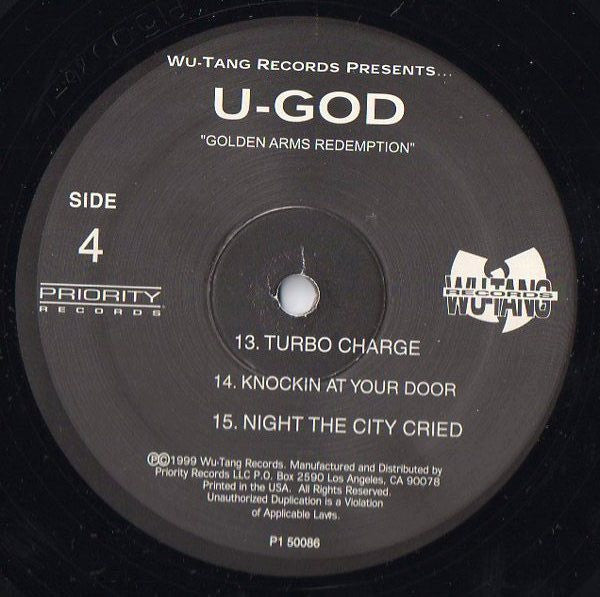 WU-TANG RECORDS PRESENTS...
U-GOD
"GOLDEN ARMS REDEMPTION"
SIDE
4
PRIORITY
RECORDS
WU-TANG
RECORDS
13. TURBO CHARGE
14. KNOCKIN AT YOUR DOOR
15. NIGHT THE CITY CRIED
℗©1999 Wu-Tang Records. Manufactured and Distributed by
Priority Records LLC P.O. Box 2590 Los Angeles, CA 90078
Printed in the USA. All Rights Reserved.
Unauthorized Duplication is a Violation
of Applicable Laws.
P1 50086